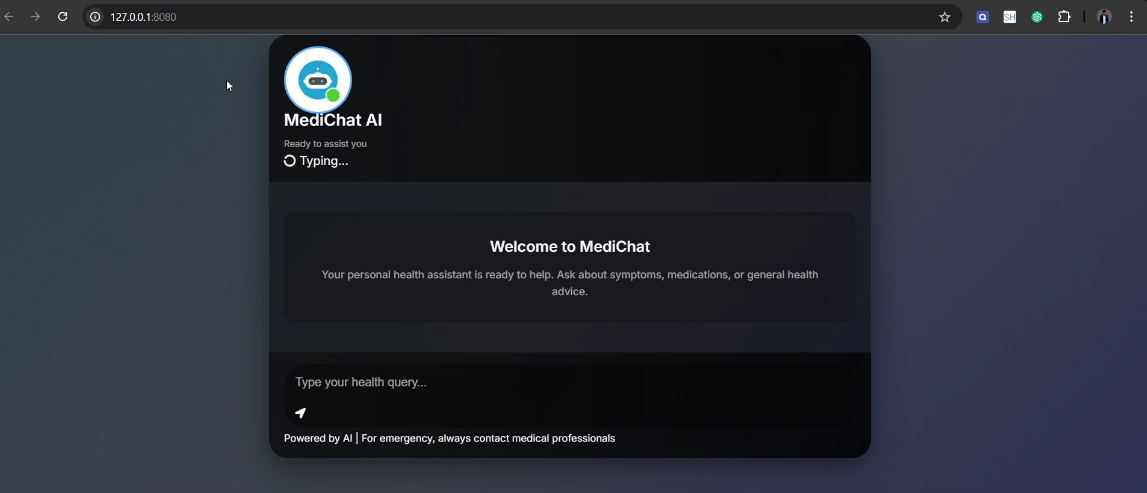 127.0.0.1:8080
SH
MediChat AI
Ready to assist you
Typing...
Welcome to MediChat
Your personal health assistant is ready to help. Ask about symptoms, medications, or general health
advice.
Type your health query...
Powered by AI | For emergency, always contact medical professionals